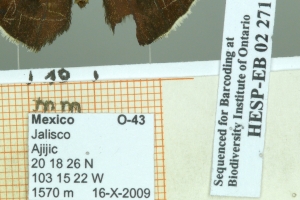 10
mm
Mexico O-43
Jalisco
Ajijic
20 18 26 N
103 15 22 W
1570 m 16-X-2009
Sequenced for Barcoding at
Biodiversity Institute of Ontario
HESP-EB 02 271